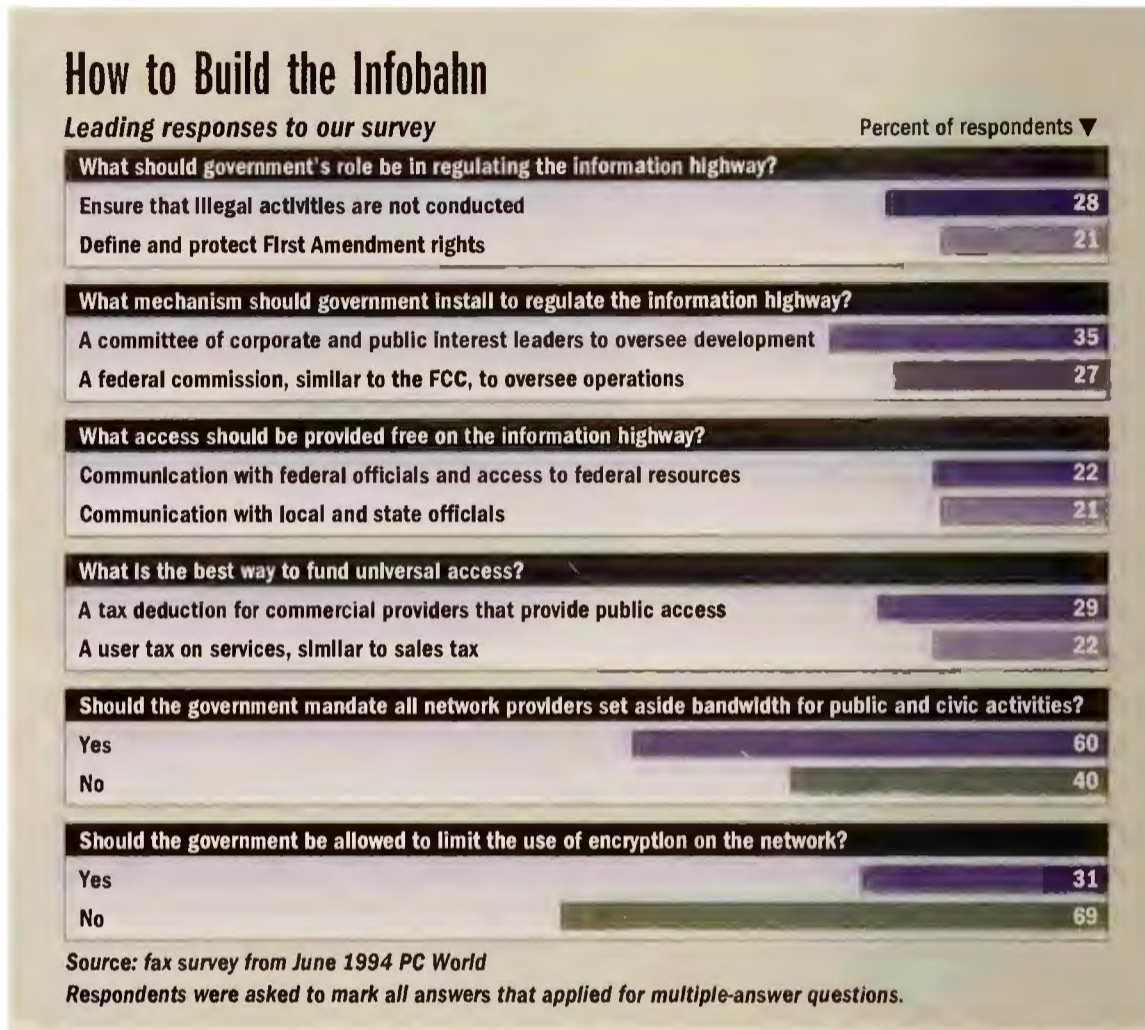 How to Build the Infobahn
Leading responses to our survey
Percent of respondents ▼
What should government's role be in regulating the information highway?
Ensure that illegal activities are not conducted 28
Define and protect First Amendment rights 21
What mechanism should government install to regulate the information highway?
A committee of corporate and public interest leaders to oversee development 35
A federal commission, similar to the FCC, to oversee operations 27
What access should be provided free on the information highway?
Communication with federal officials and access to federal resources 22
Communication with local and state officials 21
What is the best way to fund universal access?
A tax deduction for commercial providers that provide public access 29
A user tax on services, similar to sales tax 22
Should the government mandate all network providers set aside bandwidth for public and civic activities?
Yes 60
No 40
Should the government be allowed to limit the use of encryption on the network?
Yes 31
No 69
Source: fax survey from June 1994 PC World
Respondents were asked to mark all answers that applied for multiple-answer questions.